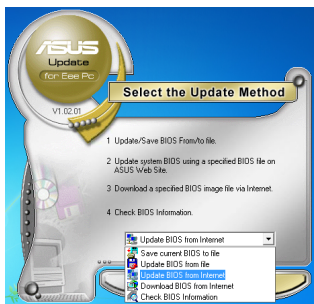 ASUS
Update
for Eee Pc
V1.02.01
Select the Update Method
1 Update/Save BIOS From/to file.
2 Update system BIOS using a specified BIOS file on
ASUS Web Site.
3 Download a specified BIOS image file via Internet.
4 Check BIOS Information.
Update BIOS from Internet
Save current BIOS to file
Update BIOS from file
Update BIOS from Internet
Download BIOS from Internet
Check BIOS Information